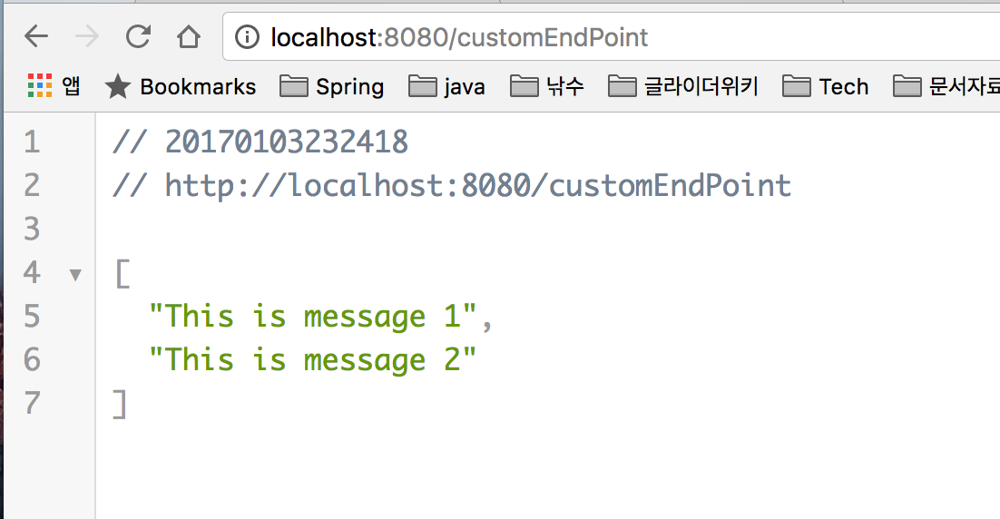 localhost:8080/customEndPoint
앱 Bookmarks Spring java 낚수 글라이더위키 Tech 문서자료
1 // 20170103232418
2 // http://localhost:8080/customEndPoint
3
4 ▼ [
5 "This is message 1",
6 "This is message 2"
7 ]